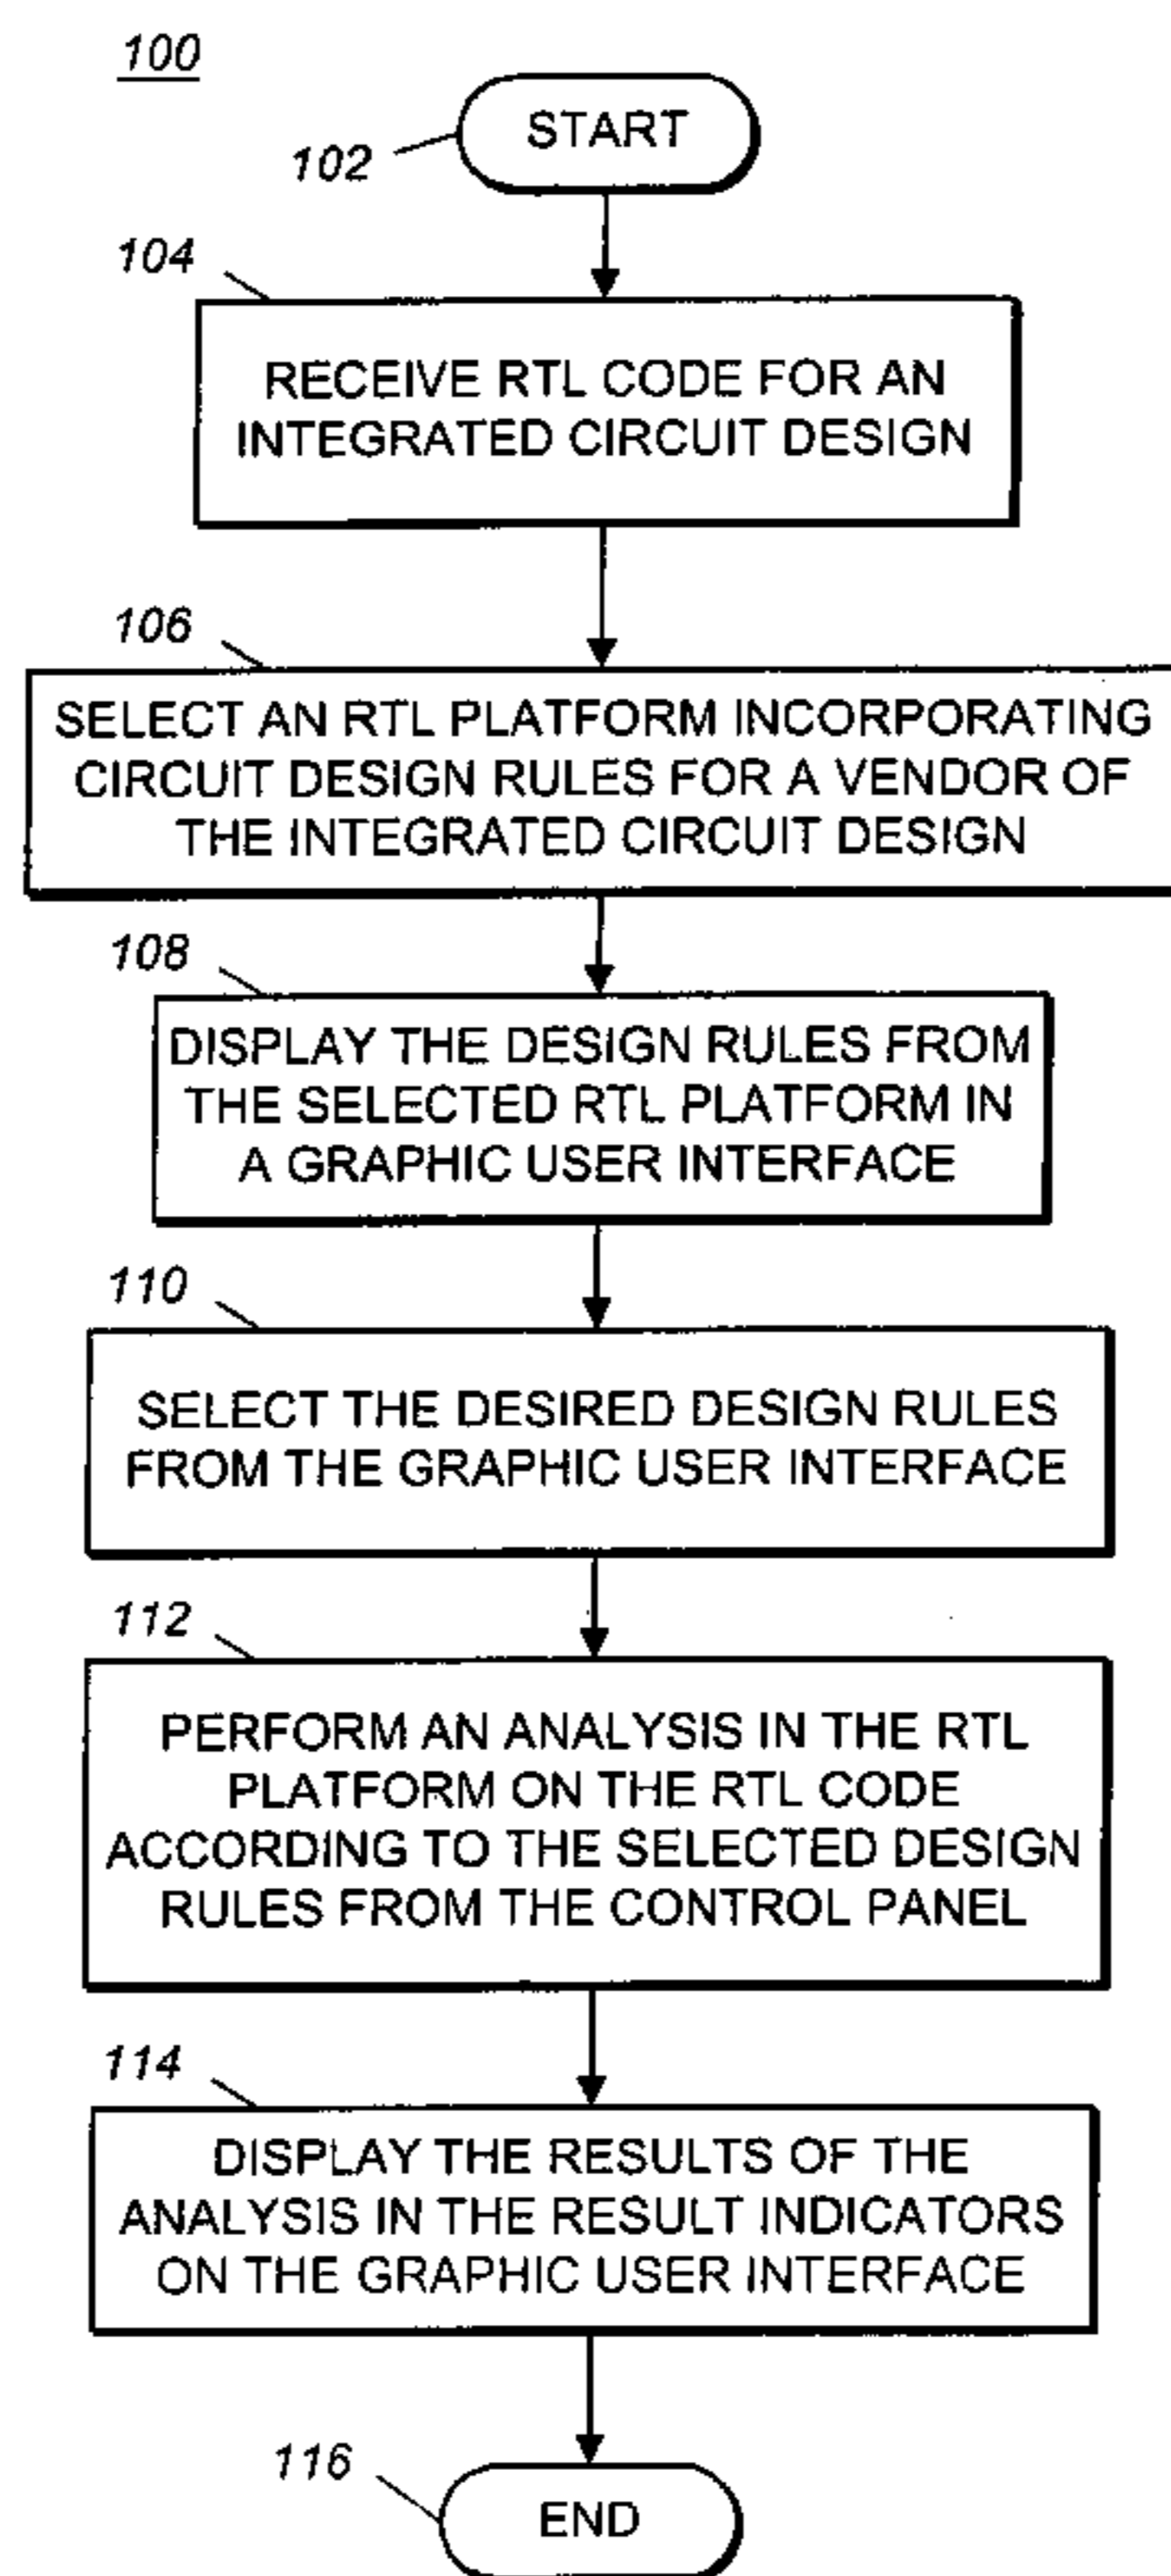 100
START
102
104
RECEIVE RTL CODE FOR AN
INTEGRATED CIRCUIT DESIGN
106
SELECT AN RTL PLATFORM INCORPORATING
CIRCUIT DESIGN RULES FOR A VENDOR OF
THE INTEGRATED CIRCUIT DESIGN
108
DISPLAY THE DESIGN RULES FROM
THE SELECTED RTL PLATFORM IN
A GRAPHIC USER INTERFACE
110
SELECT THE DESIRED DESIGN RULES
FROM THE GRAPHIC USER INTERFACE
112
PERFORM AN ANALYSIS IN THE RTL
PLATFORM ON THE RTL CODE
ACCORDING TO THE SELECTED DESIGN
RULES FROM THE CONTROL PANEL
114
DISPLAY THE RESULTS OF THE
ANALYSIS IN THE RESULT INDICATORS
ON THE GRAPHIC USER INTERFACE
116
END